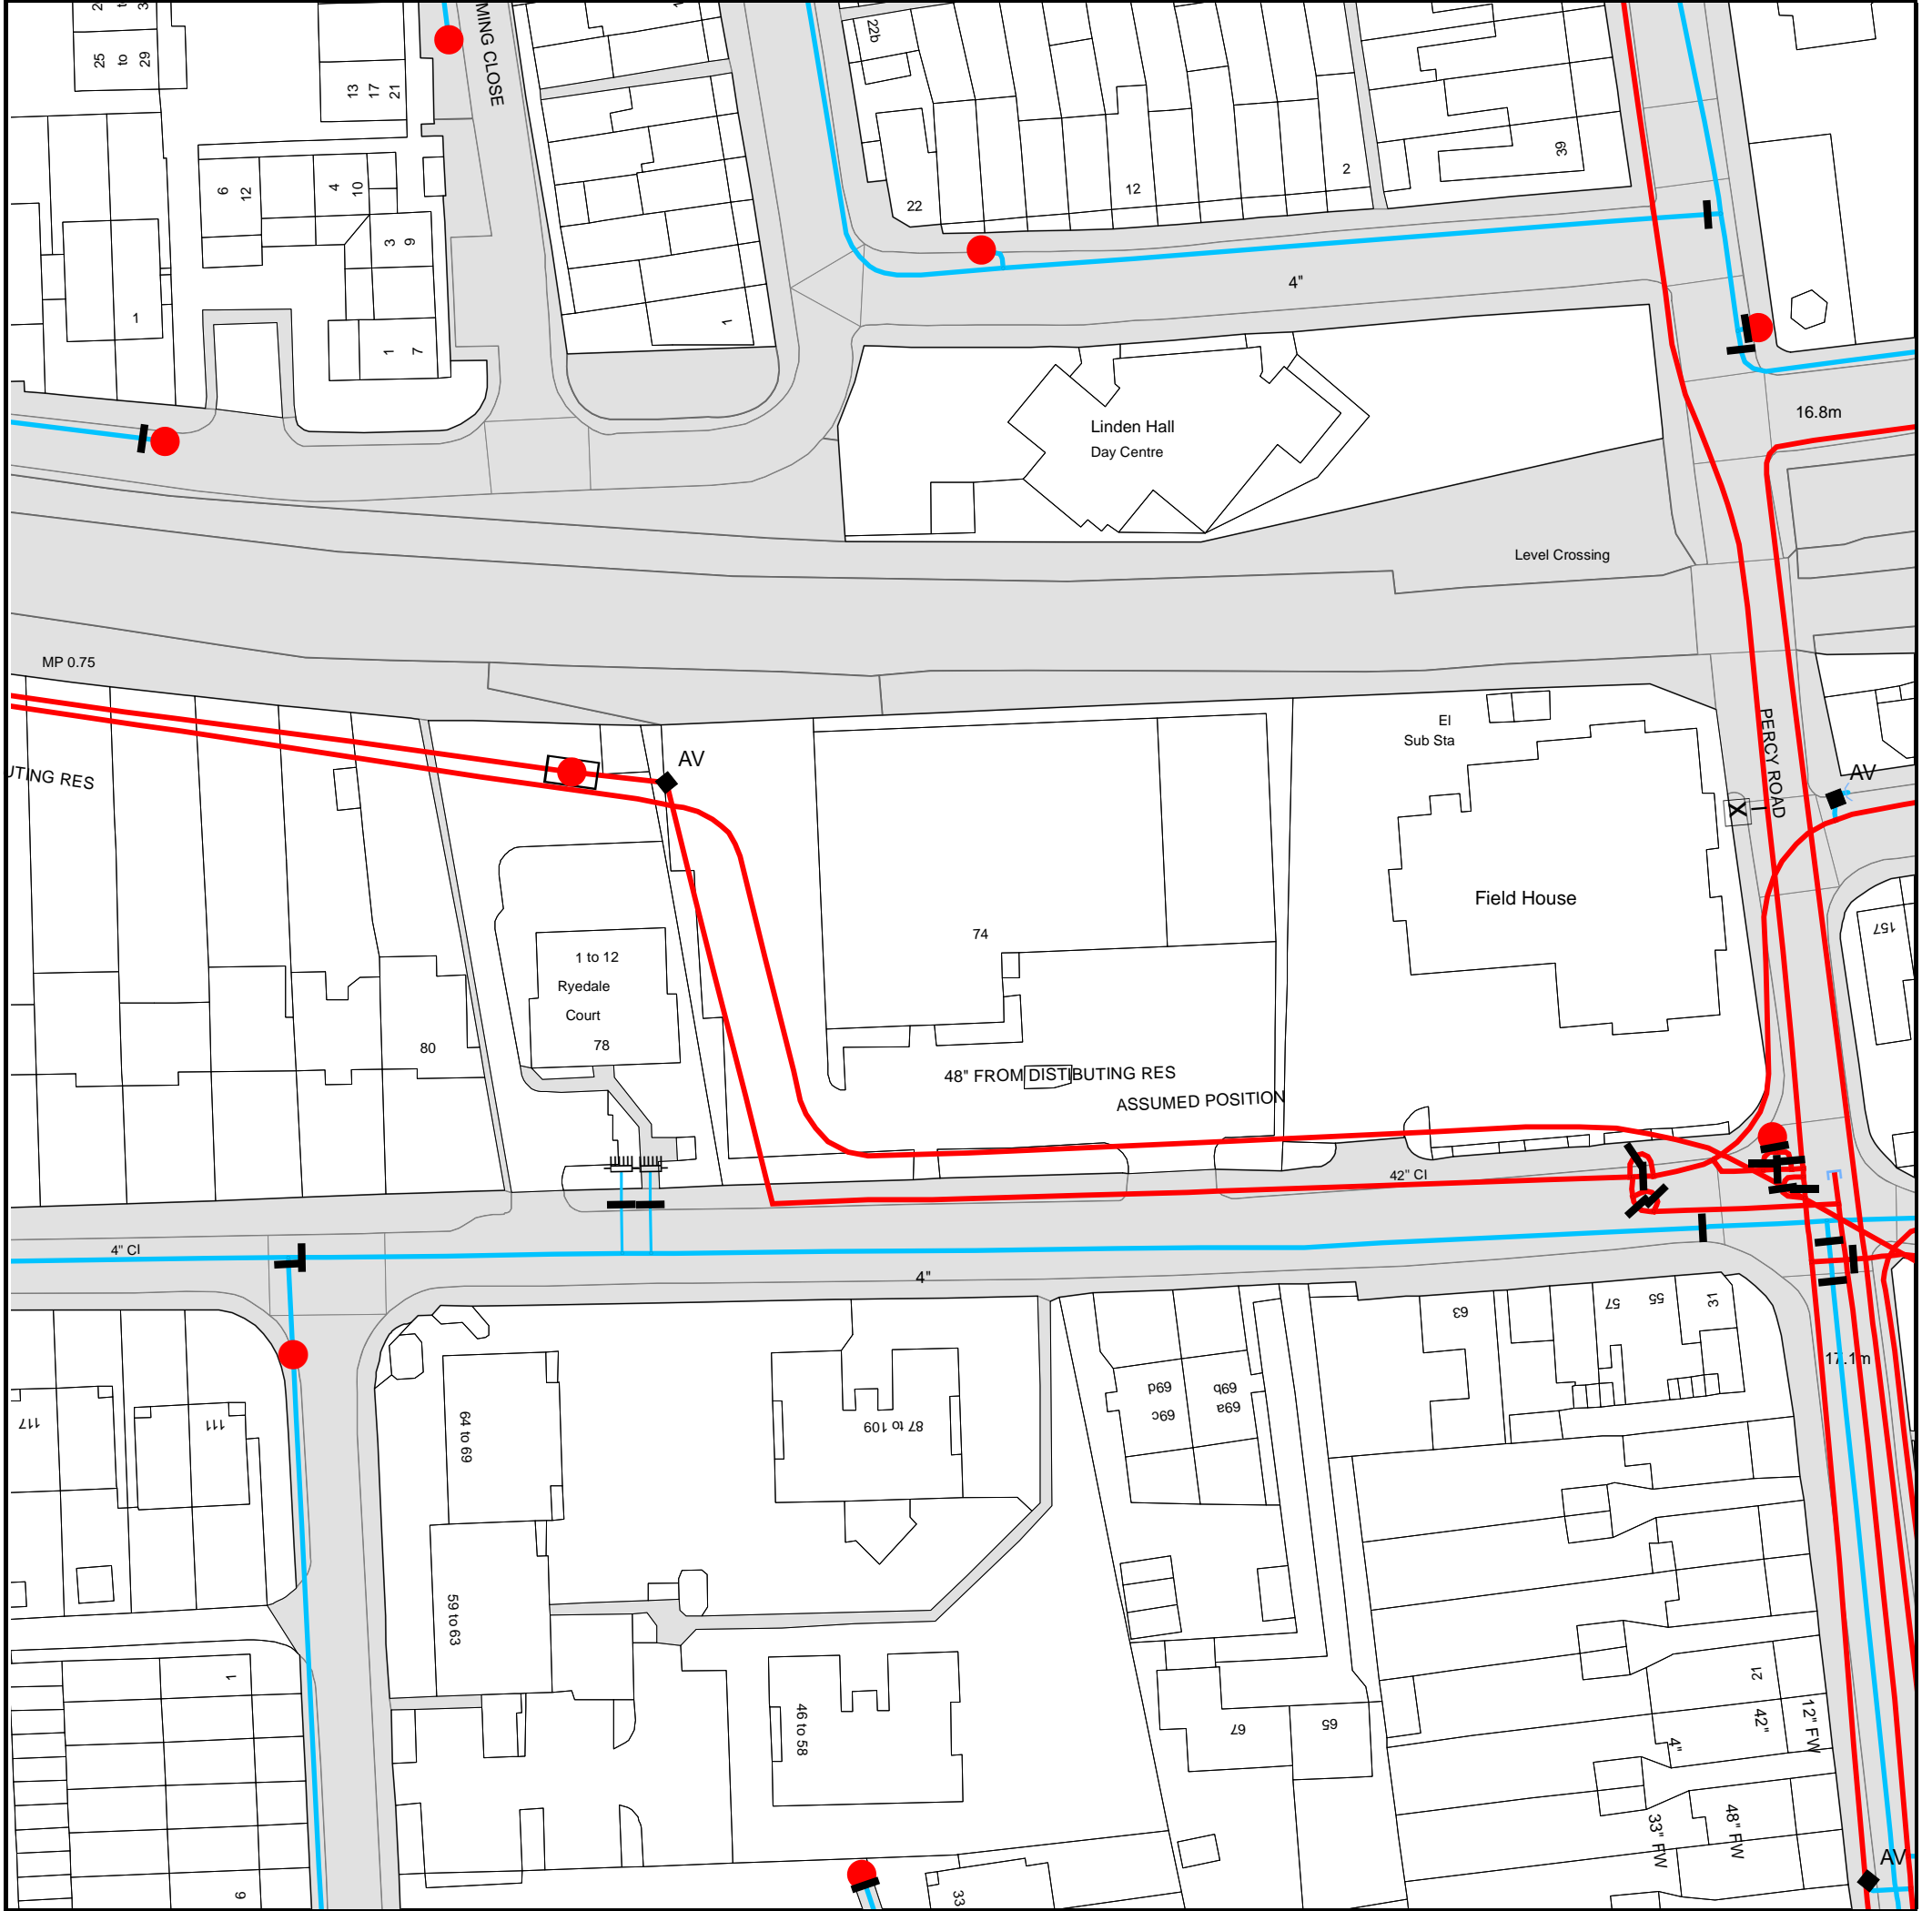 25
to
29
13
17
21
MING CLOSE
22b
6
12
4
10
3
9
22
12
2
39
1
1
7
1
4"
Linden Hall
Day Centre
16.8m
Level Crossing
MP 0.75
UTING RES
AV
El
Sub Sta
PERCY ROAD
AV
X
Field House
157
74
1 to 12
Ryedale
Court
78
80
48" FROM DISTIBUTING RES
ASSUMED POSITION
42" CI
4" CI
4"
63
57
55
31
17.1m
117
111
64 to 69
87 to 109
69d
69b
69c
69a
59 to 63
1
46 to 58
67
65
21
42"
12" FW
4"
33" FW
48" FW
AV
9
33